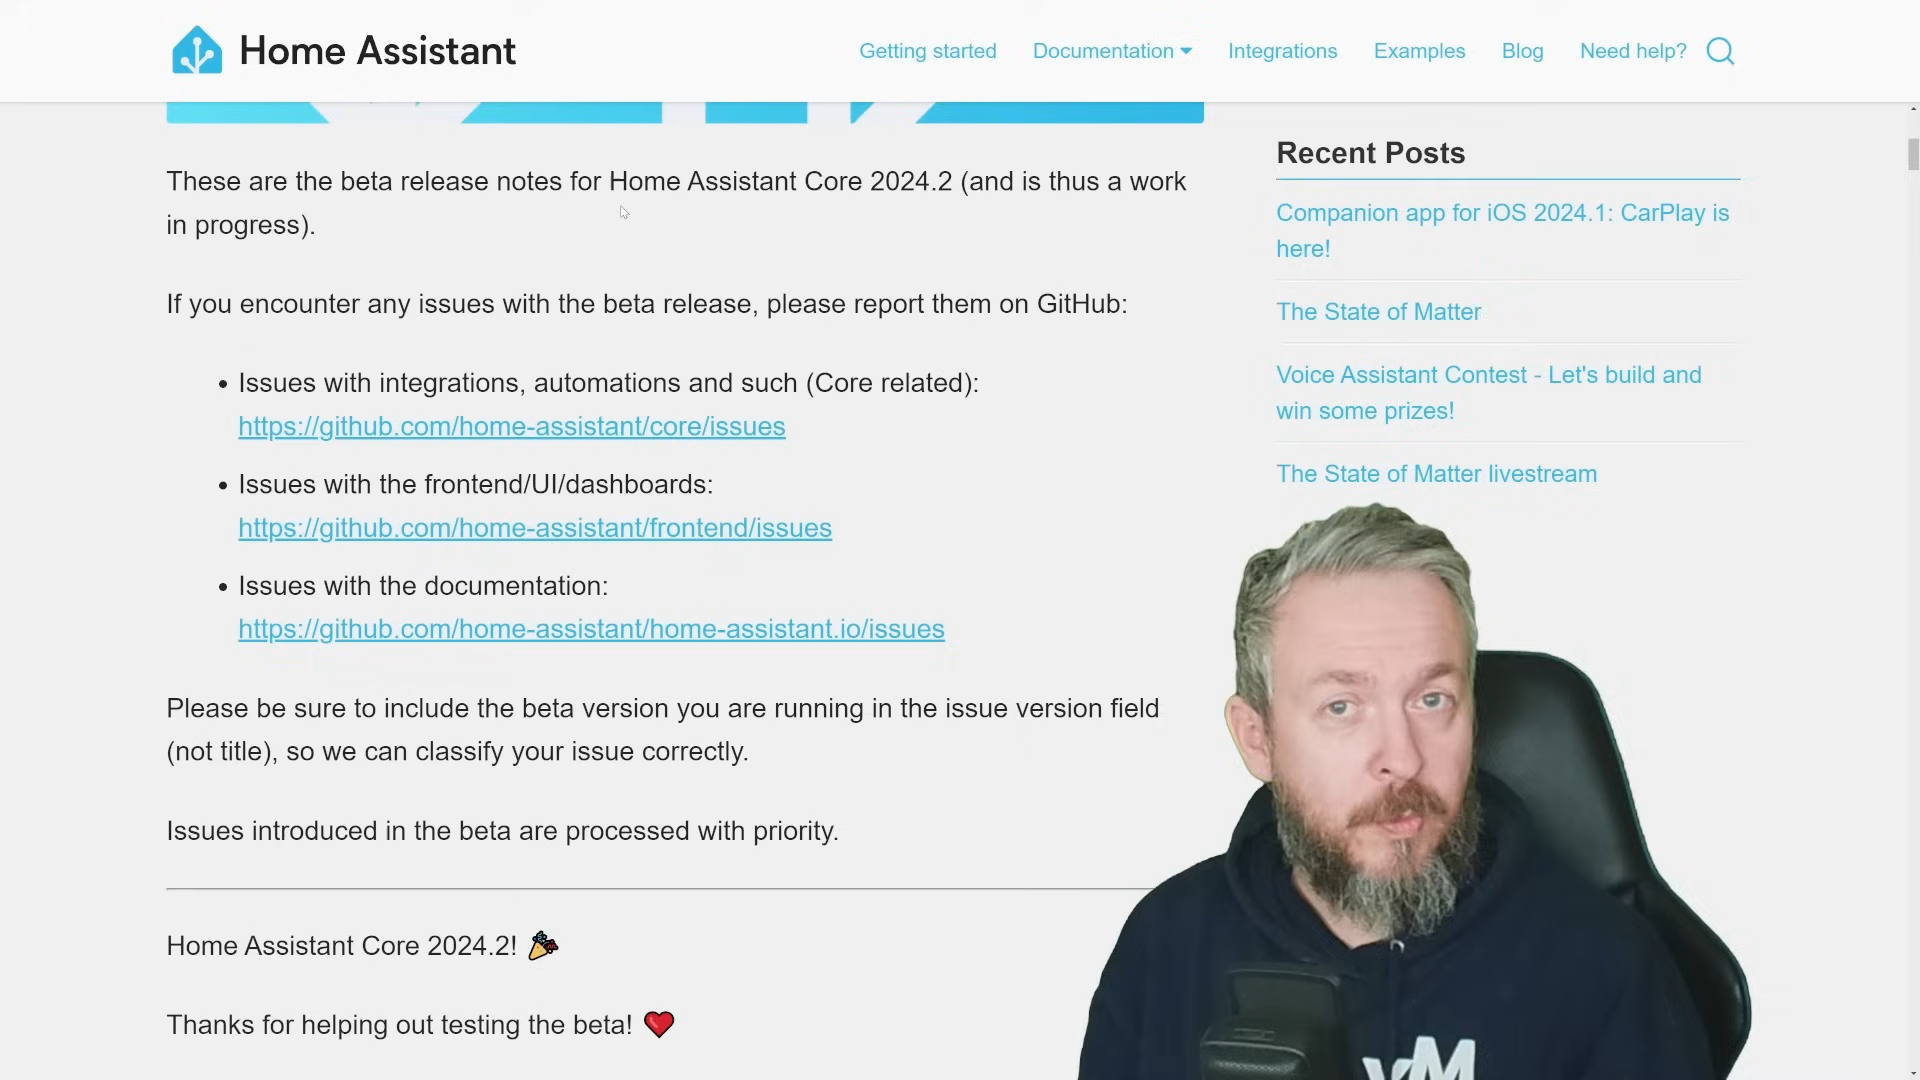 Home Assistant
Getting started
Documentation
Integrations
Examples
Blog
Need help?
These are the beta release notes for Home Assistant Core 2024.2 (and is thus a work
in progress).
If you encounter any issues with the beta release, please report them on GitHub:
Issues with integrations, automations and such (Core related):
https://github.com/home-assistant/core/issues
Issues with the frontend/UI/dashboards:
https://github.com/home-assistant/frontend/issues
Issues with the documentation:
https://github.com/home-assistant/home-assistant.io/issues
Please be sure to include the beta version you are running in the issue version field
(not title), so we can classify your issue correctly.
Issues introduced in the beta are processed with priority.
Home Assistant Core 2024.2! 🎉
Thanks for helping out testing the beta! ❤️
Recent Posts
Companion app for iOS 2024.1: CarPlay is
here!
The State of Matter
Voice Assistant Contest - Let's build and
win some prizes!
The State of Matter livestream